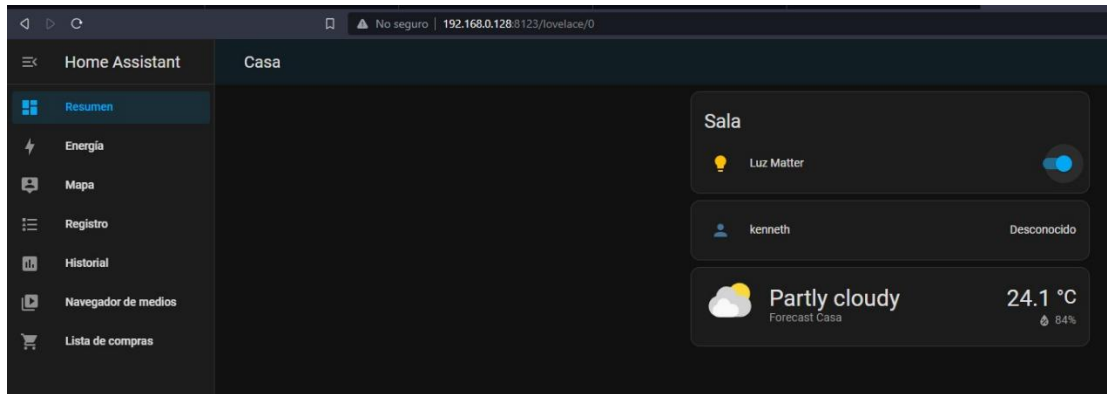 No seguro | 192.168.0.128:8123/lovelace/0
Home Assistant
Casa
Resumen
Energía
Mapa
Registro
Historial
Navegador de medios
Lista de compras
Sala
Luz Matter
kenneth Desconocido
Partly cloudy 24.1 °C
Forecast Casa 84%